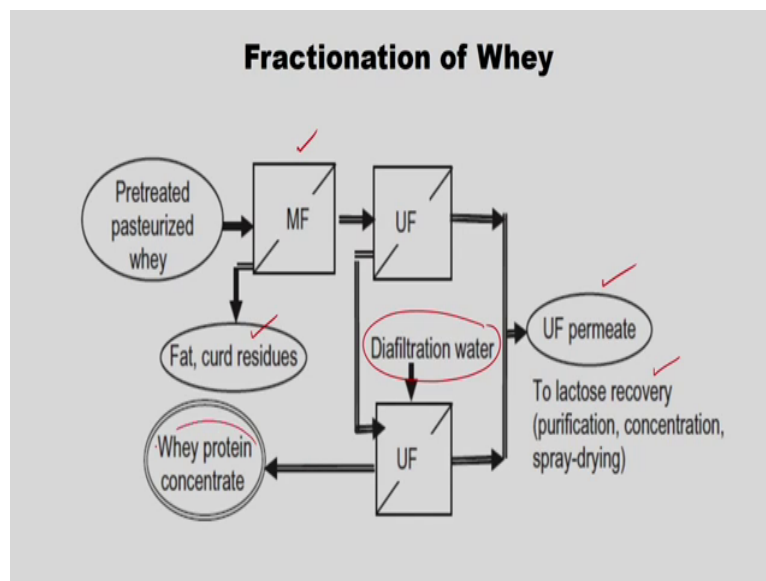 Fractionation of Whey
Pretreated
pasteurized
whey
MF
UF
Fat, curd residues
Diafiltration water
UF permeate
To lactose recovery
(purification, concentration,
spray-drying)
Whey protein
concentrate
UF